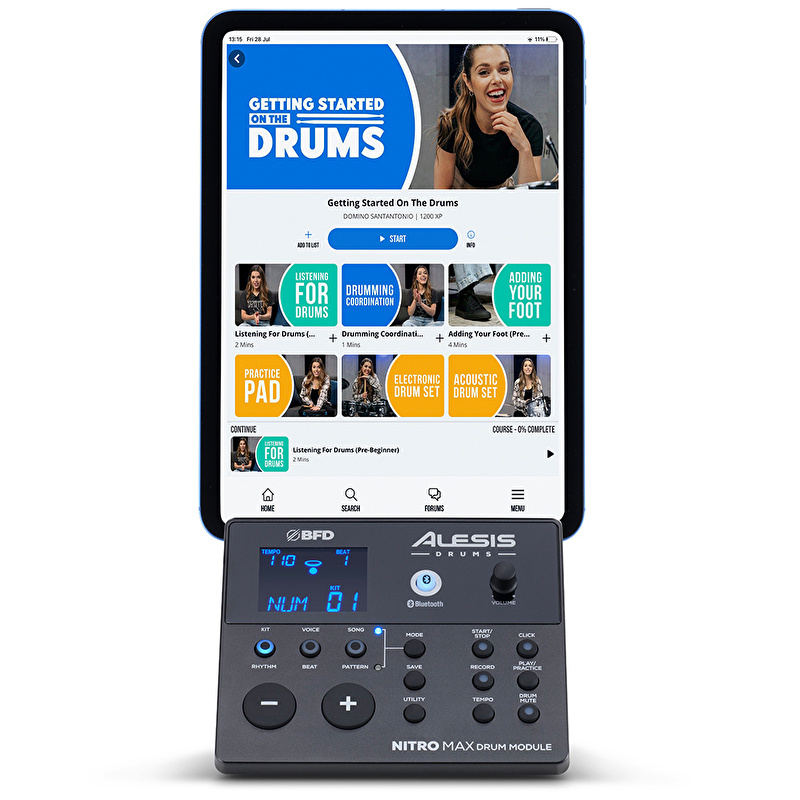 13:15 Fri 28 Jul
11%
GETTING STARTED
ON THE
DRUMS
Getting Started On The Drums
DOMINO SANTANTONIO | 1200 XP
ADD TO LIST
START
INFO
LISTENING
FOR
DRUMS
DRUMMING
COORDINATION
ADDING
YOUR
FOOT
Listening For Drums (...
2 Mins
Drumming Coordinati...
1 Mins
Adding Your Foot (Pre...
4 Mins
PRACTICE
PAD
ELECTRONIC
DRUM SET
ACOUSTIC
DRUM SET
CONTINUE
COURSE - 0% COMPLETE
LISTENING
FOR
DRUMS
Listening For Drums (Pre-Beginner)
2 Mins
HOME
SEARCH
FORUMS
MENU
BFD
ALESIS
DRUMS
TEMPO
110
BEAT
1
KIT
NUM 01
Bluetooth
VOLUME
KIT
VOICE
SONG
RHYTHM
BEAT
PATTERN
MODE
SAVE
UTILITY
START/
STOP
CLICK
RECORD
PLAY/
PRACTICE
TEMPO
DRUM
MUTE
NITRO MAX DRUM MODULE